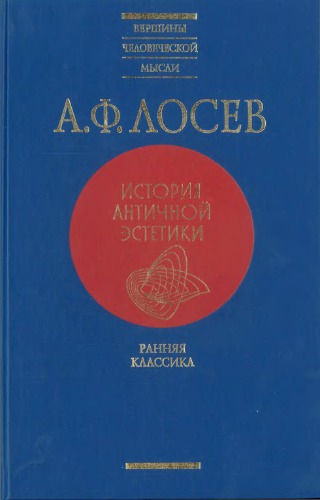 ВЕРШИНЫ
ЧЕЛОВЕЧЕСКОЙ
МЫСЛИ
А.Ф.ЛОСЕВ
ИСТОРИЯ
АНТИЧНОЙ
ЭСТЕТИКИ
РАННЯЯ
КЛАССИКА